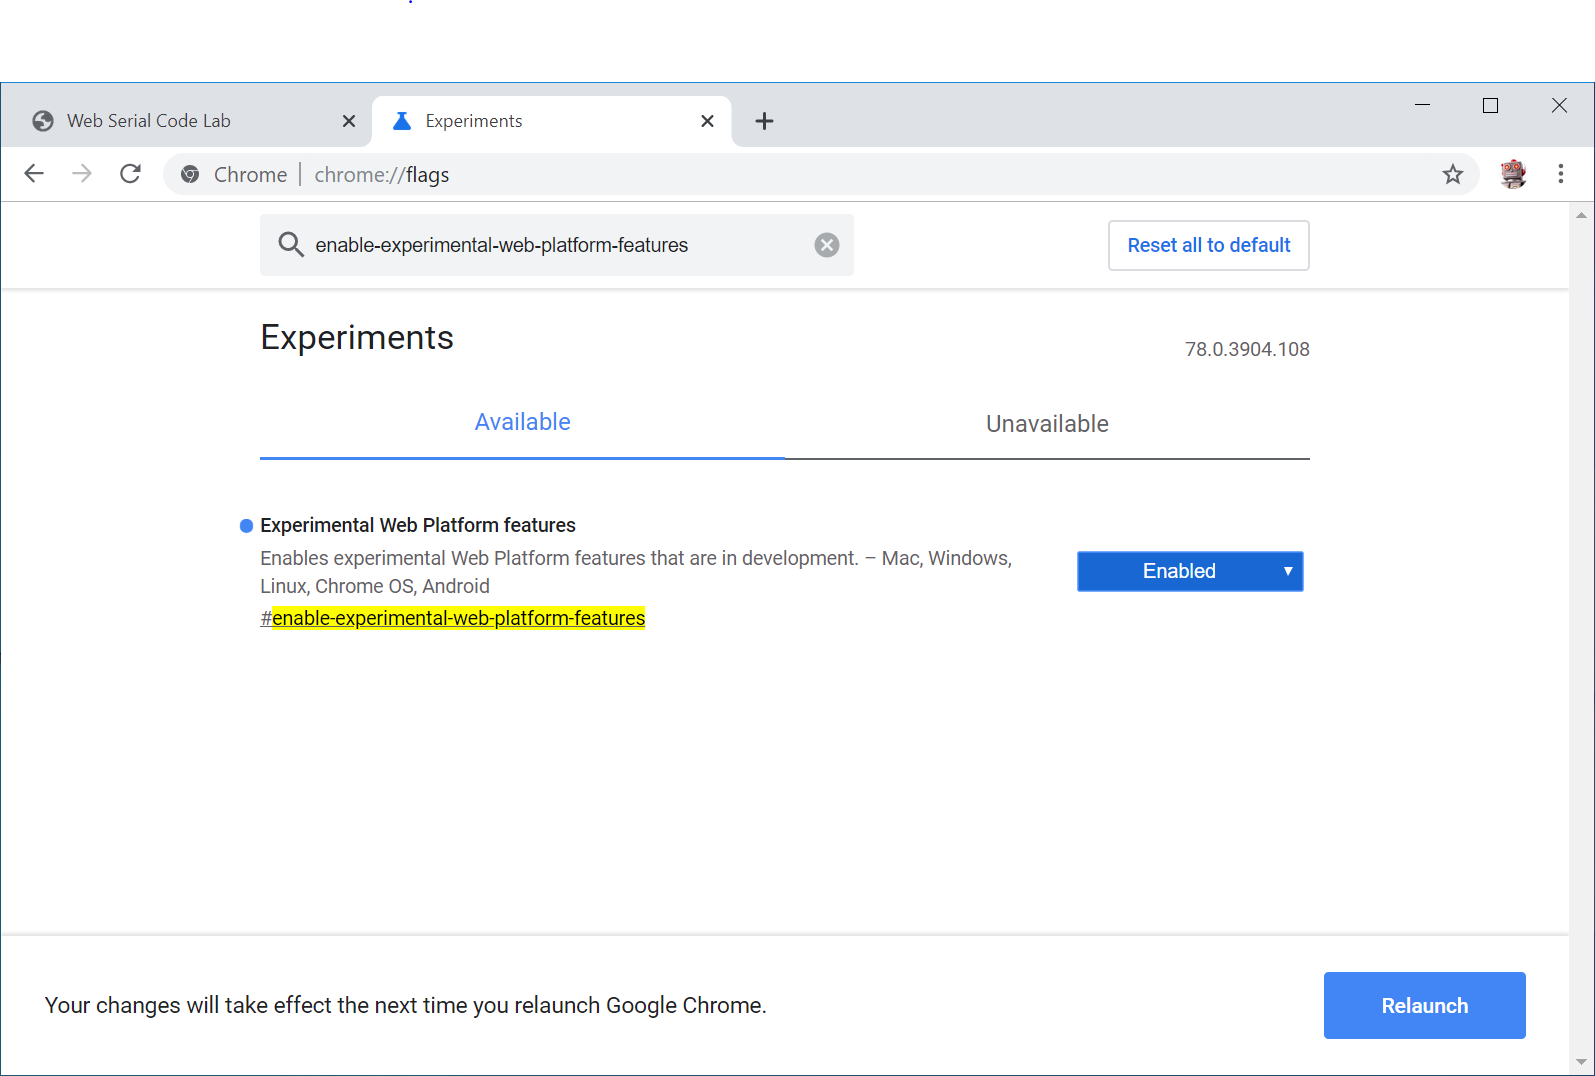 Web Serial Code Lab
Experiments
Chrome
chrome://flags
enable-experimental-web-platform-features
Reset all to default
Experiments
78.0.3904.108
Available
Unavailable
Experimental Web Platform features
Enables experimental Web Platform features that are in development. – Mac, Windows,
Linux, Chrome OS, Android
#enable-experimental-web-platform-features
Enabled
Your changes will take effect the next time you relaunch Google Chrome.
Relaunch